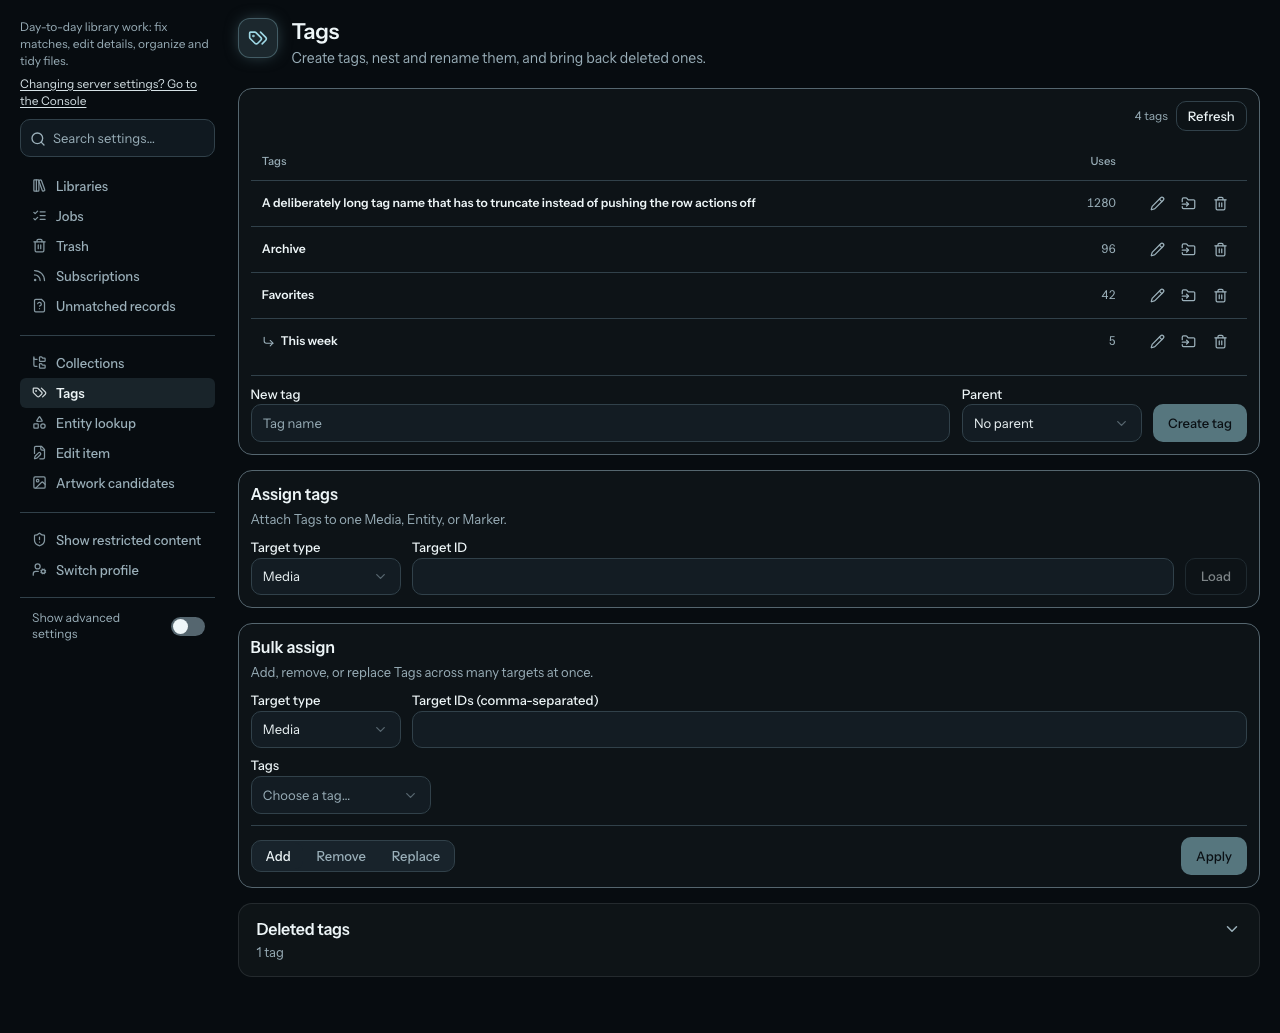 Day-to-day library work: fix
matches, edit details, organize and
tidy files.
Changing server settings? Go to
the Console
Search settings...
Libraries
Jobs
Trash
Subscriptions
Unmatched records
Collections
Tags
Entity lookup
Edit item
Artwork candidates
Show restricted content
Switch profile
Show advanced
settings
Tags
Create tags, nest and rename them, and bring back deleted ones.
4 tags Refresh
Tags Uses
A deliberately long tag name that has to truncate instead of pushing the row actions off 1280
Archive 96
Favorites 42
This week 5
New tag Parent
Tag name No parent Create tag
Assign tags
Attach Tags to one Media, Entity, or Marker.
Target type Target ID
Media Load
Bulk assign
Add, remove, or replace Tags across many targets at once.
Target type Target IDs (comma-separated)
Media
Tags
Choose a tag...
Add Remove Replace Apply
Deleted tags
1 tag